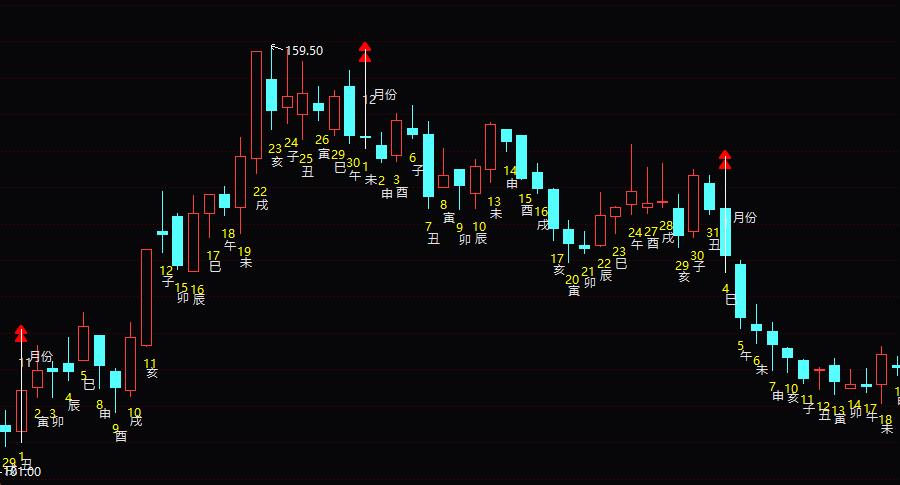 159.50
12
月份
23
亥
24
子
25
丑
26
寅
29
巳
30
午
1
未
2
申
3
酉
6
子
22
戌
14
申
15
酉
16
戌
13
未
7
丑
8
寅
9
卯
10
辰
月份
18
午
19
未
17
巳
12
子
15
卯
16
辰
17
亥
20
寅
21
卯
22
辰
23
巳
24
午
27
酉
28
戌
29
亥
30
子
31
丑
4
巳
11
月份
11
亥
5
巳
4
辰
2
寅
3
卯
8
申
9
酉
10
戌
5
午
6
未
7
申
10
亥
11
子
12
丑
13
寅
14
卯
17
午
18
未
29
1
丑
101.00